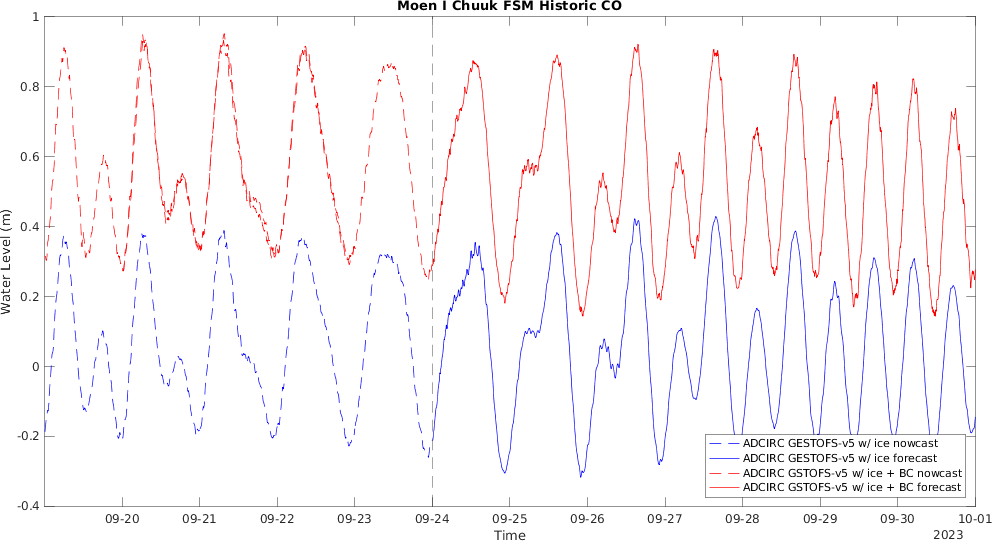 Moen I Chuuk FSM Historic CO
1
0.8
0.6
0.4
0.2
0
-0.2
-0.4
Water Level (m)
ADCIRC GESTOFS-v5 w/ ice nowcast
ADCIRC GESTOFS-v5 w/ ice forecast
ADCIRC GSTOFS-v5 w/ ice + BC nowcast
ADCIRC GSTOFS-v5 w/ ice + BC forecast
09-20 09-21 09-22 09-23 09-24 09-25 09-26 09-27 09-28 09-29 09-30 10-01
Time
2023